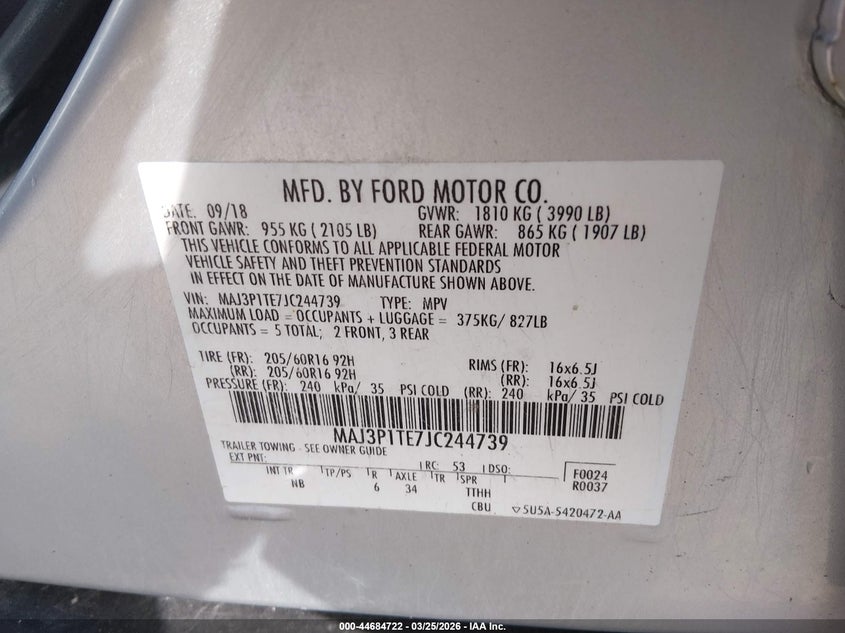 MFD. BY FORD MOTOR CO.
DATE: 09/18 GVWR: 1810 KG ( 3990 LB)
FRONT GAWR: 955 KG ( 2105 LB) REAR GAWR: 865 KG ( 1907 LB)
THIS VEHICLE CONFORMS TO ALL APPLICABLE FEDERAL MOTOR
VEHICLE SAFETY AND THEFT PREVENTION STANDARDS
IN EFFECT ON THE DATE OF MANUFACTURE SHOWN ABOVE.
VIN: MAJ3P1TE7JC244739 TYPE: MPV
MAXIMUM LOAD = OCCUPANTS + LUGGAGE = 375KG/ 827LB
OCCUPANTS = 5 TOTAL; 2 FRONT, 3 REAR
TIRE (FR): 205/60R16 92H RIMS (FR): 16x6.5J
(RR): 205/60R16 92H (RR): 16x6.5J
PRESSURE (FR): 240 kPa/ 35 PSI COLD (RR): 240 kPa/ 35 PSI COLD
MAJ3P1TE7JC244739
TRAILER TOWING - SEE OWNER GUIDE
EXT PNT: RC: 53 DSO: F0024
INT TR TP/PS R AXLE TR SPR R0037
NB 6 34 TTHH
CBU 5U5A-5420472-AA
000-44684722 - 03/25/2026 - IAA Inc.